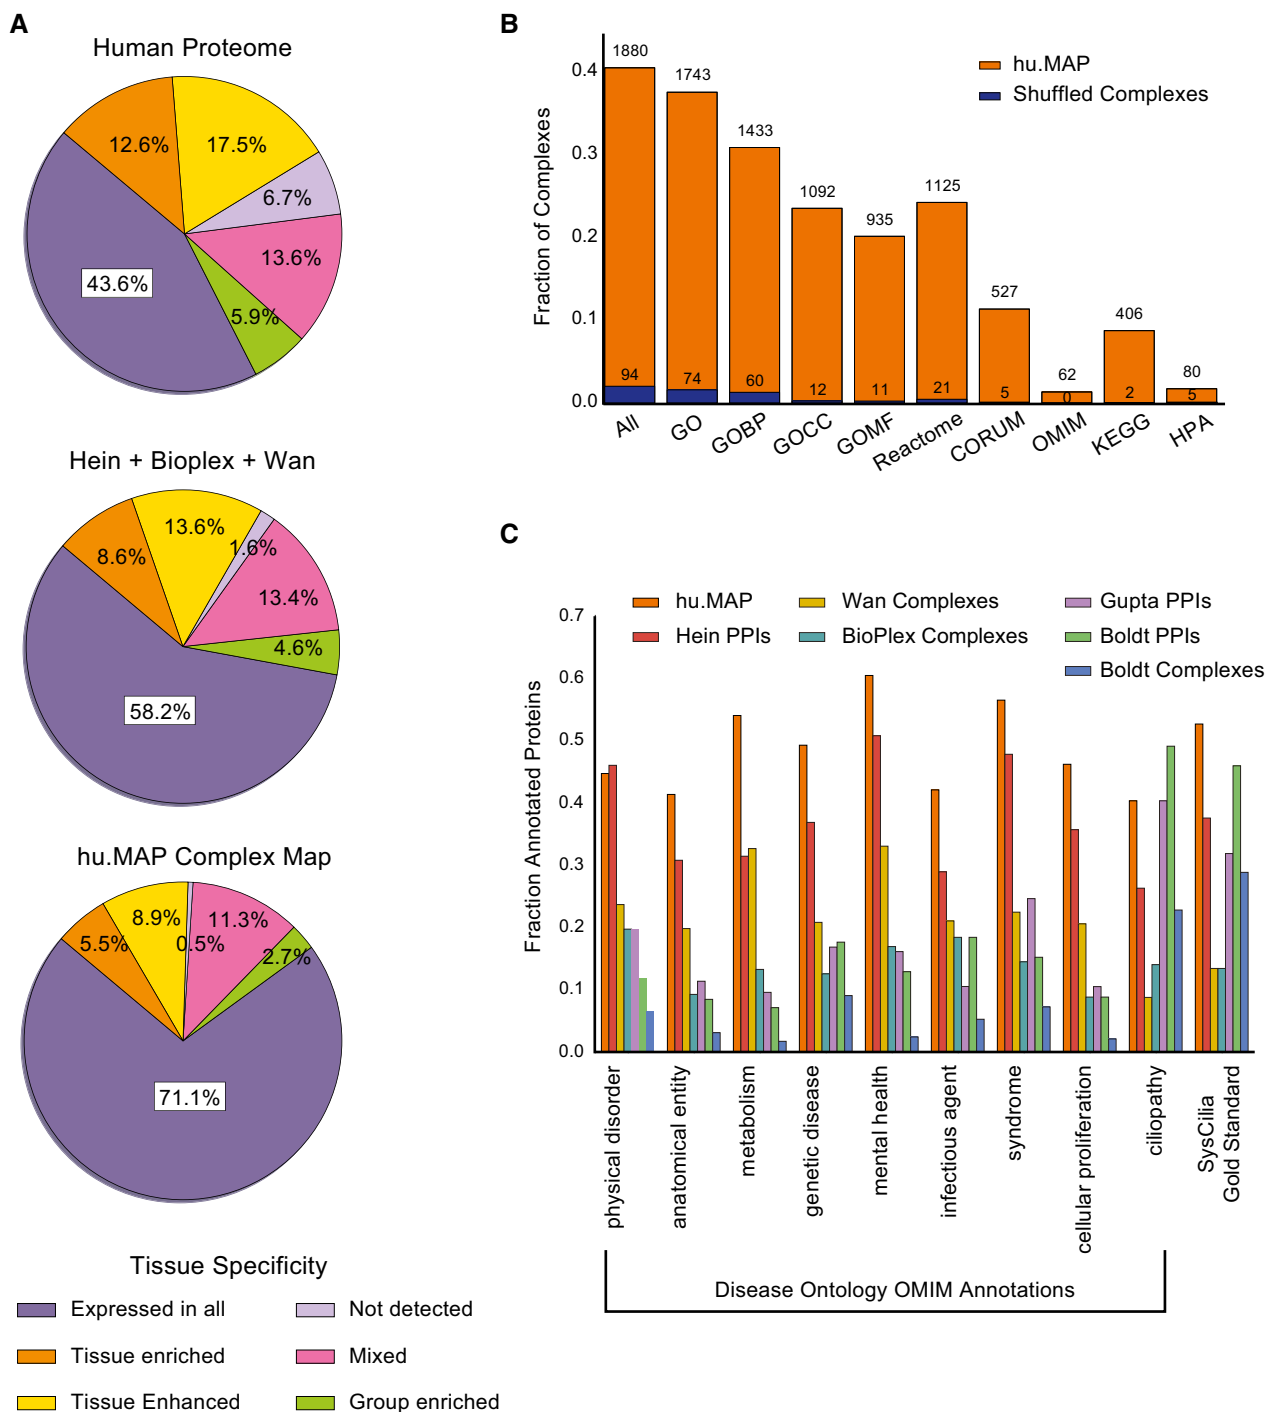 A
Human Proteome
12.6%
17.5%
6.7%
13.6%
5.9%
43.6%
Hein + Bioplex + Wan
8.6%
13.6%
1.6%
13.4%
4.6%
58.2%
hu.MAP Complex Map
5.5%
8.9%
0.5%
11.3%
2.7%
71.1%
Tissue Specificity
Expressed in all
Not detected
Tissue enriched
Mixed
Tissue Enhanced
Group enriched
B
Fraction of Complexes
0.4
0.3
0.2
0.1
0.0
hu.MAP
Shuffled Complexes
1880
1743
1433
1092
935
1125
527
62
406
80
94
74
60
12
11
21
5
0
2
5
All
GO
GOBP
GOCC
GOMF
Reactome
CORUM
OMIM
KEGG
HPA
C
Fraction Annotated Proteins
0.7
0.6
0.5
0.4
0.3
0.2
0.1
0.0
hu.MAP
Hein PPIs
Wan Complexes
BioPlex Complexes
Gupta PPIs
Boldt PPIs
Boldt Complexes
physical disorder
anatomical entity
metabolism
genetic disease
mental health
infectious agent
syndrome
cellular proliferation
ciliopathy
SysCilia
Gold Standard
Disease Ontology OMIM Annotations